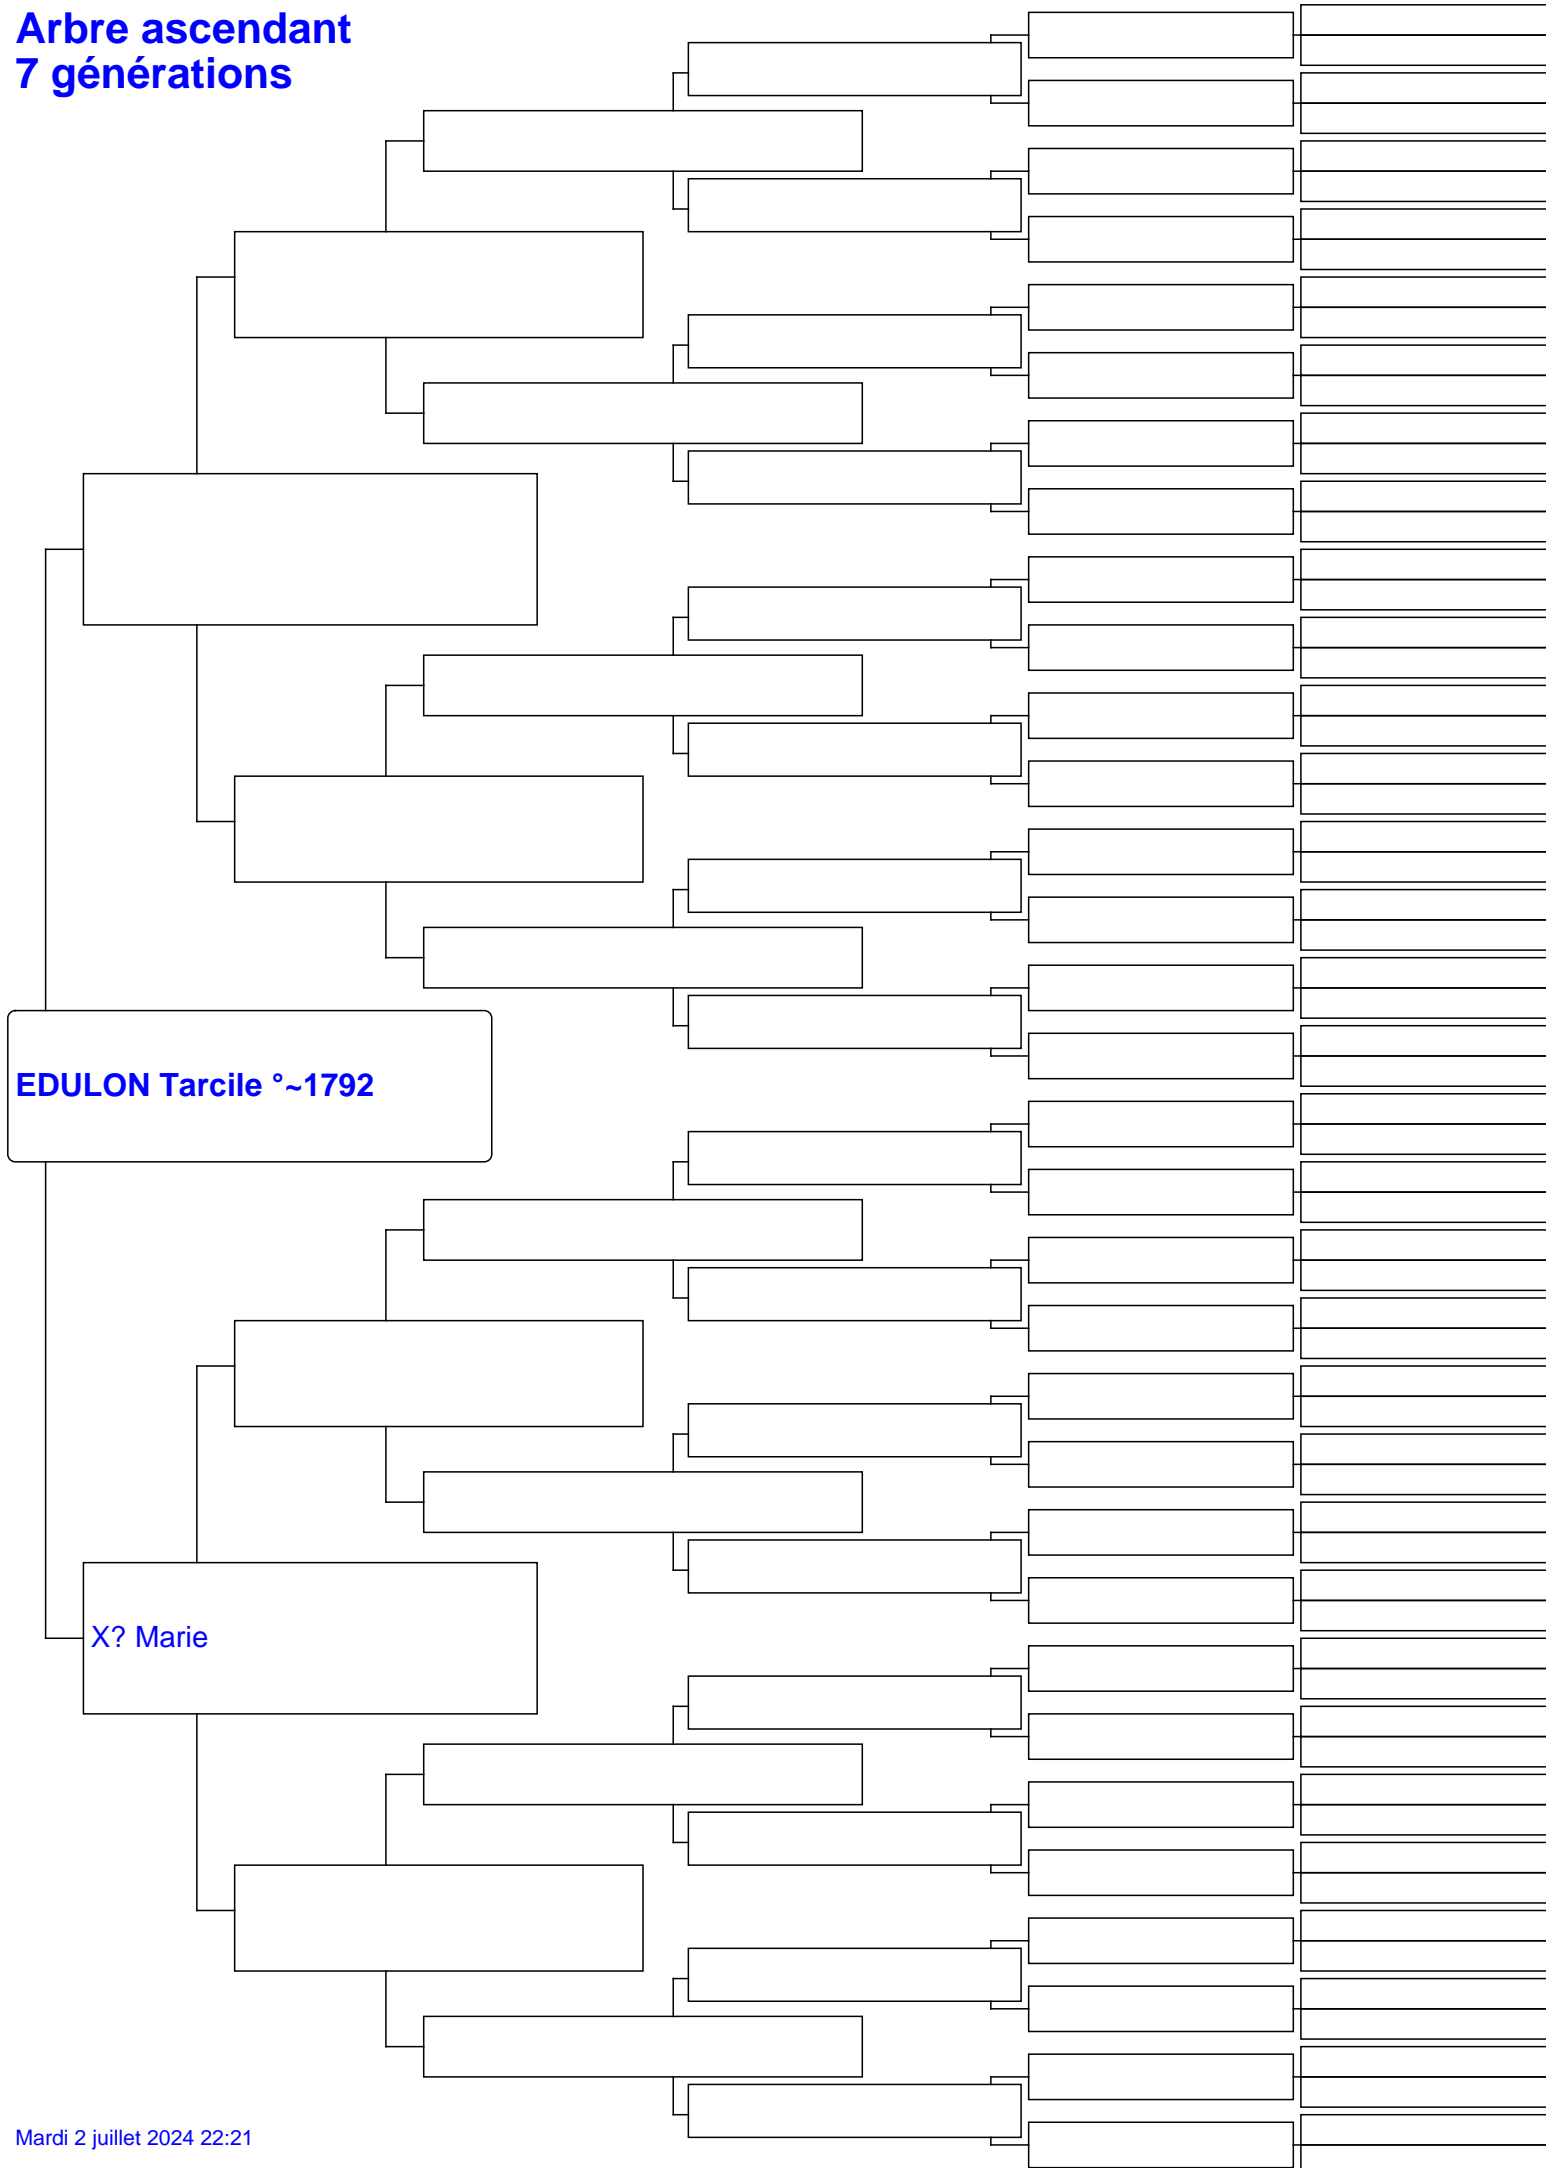 Arbre ascendant
7 générations
EDULON Tarcile °~1792
X? Marie
Mardi 2 juillet 2024 22:21